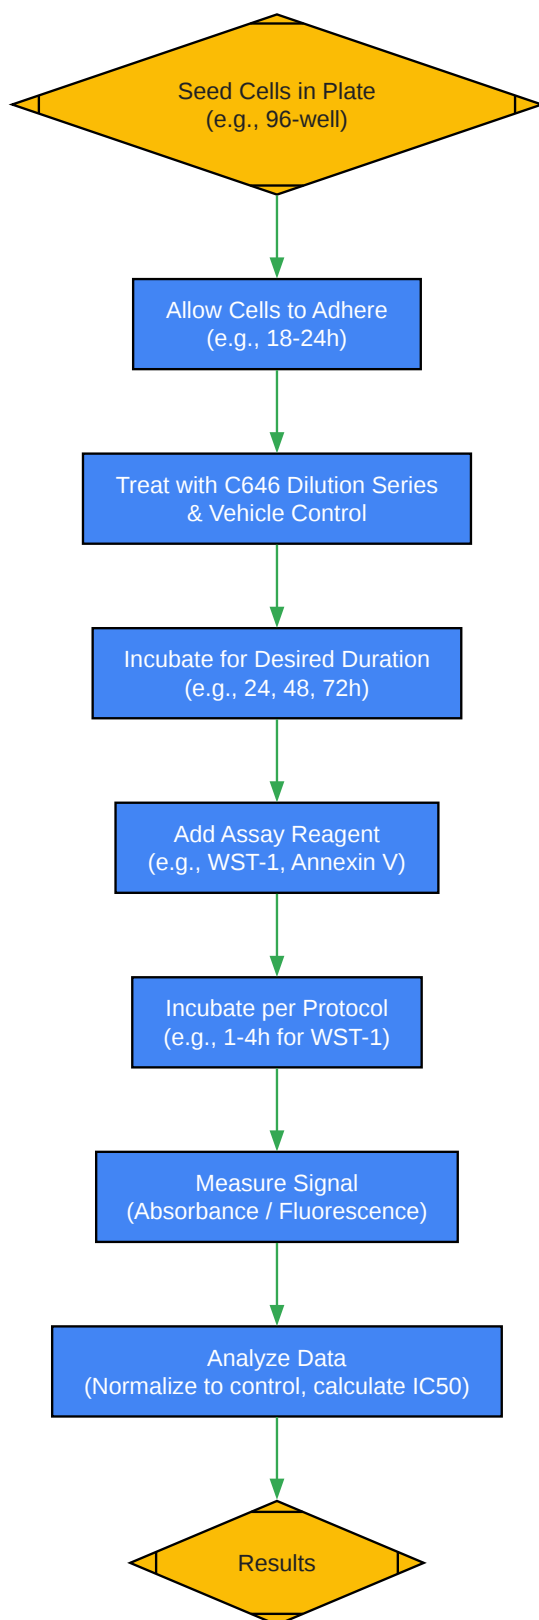 Seed Cells in Plate
(e.g., 96-well)
Allow Cells to Adhere
(e.g., 18-24h)
Treat with C646 Dilution Series
& Vehicle Control
Incubate for Desired Duration
(e.g., 24, 48, 72h)
Add Assay Reagent
(e.g., WST-1, Annexin V)
Incubate per Protocol
(e.g., 1-4h for WST-1)
Measure Signal
(Absorbance / Fluorescence)
Analyze Data
(Normalize to control, calculate IC50)
Results